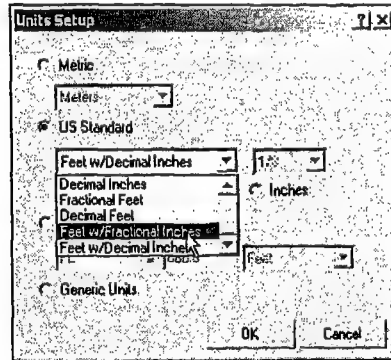 Units Setup ? ×
Metric
Meters
US Standard
Feet w/Decimal Inches
Decimal Inches
Inches
Fractional Feet
Decimal Feet
Feet w/Fractional Inches
Feet w/Decimal Inches
Feet
Generic Units
OK Cancel